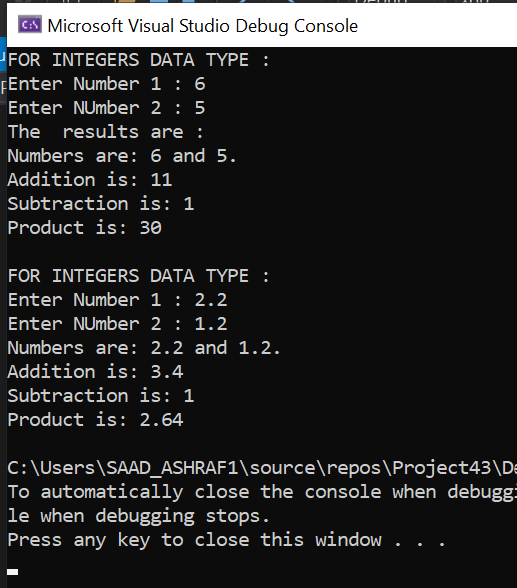 Microsoft Visual Studio Debug Console
FOR INTEGERS DATA TYPE :
Enter Number 1 : 6
Enter NUmber 2 : 5
The  results are :
Numbers are: 6 and 5.
Addition is: 11
Subtraction is: 1
Product is: 30
FOR INTEGERS DATA TYPE :
Enter Number 1 : 2.2
Enter NUmber 2 : 1.2
Numbers are: 2.2 and 1.2.
Addition is: 3.4
Subtraction is: 1
Product is: 2.64
C:\Users\SAAD_ASHRAF1\source\repos\Project43\De
To automatically close the console when debuggi
le when debugging stops.
Press any key to close this window . . .